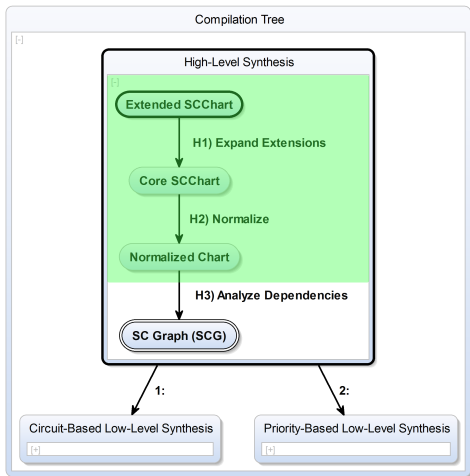 Compilation Tree
[-]
High-Level Synthesis
[-]
Extended SCChart
H1) Expand Extensions
Core SCChart
H2) Normalize
Normalized Chart
H3) Analyze Dependencies
SC Graph (SCG)
1:
2:
Circuit-Based Low-Level Synthesis
[+]
Priority-Based Low-Level Synthesis
[+]